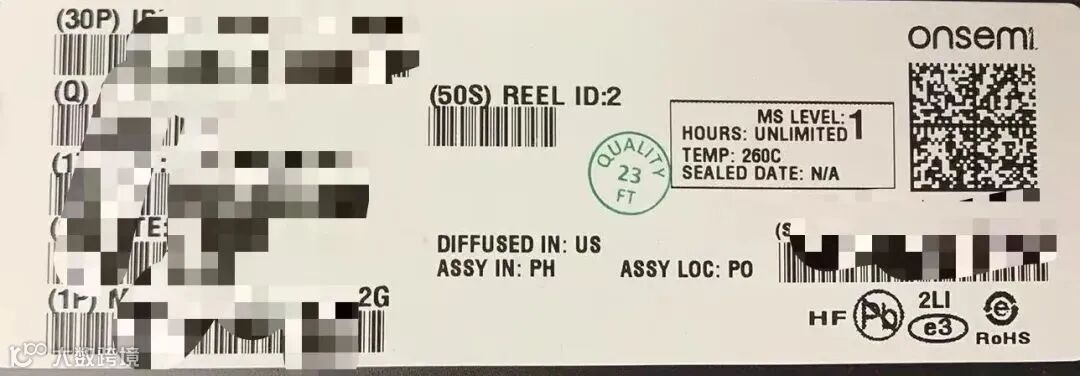 (30P)
(Q)
(50S) REEL ID:2
onsemi
MS LEVEL: 1
HOURS: UNLIMITED
TEMP: 260C
SEALED DATE: N/A
QUALITY
23
FT
DIFFUSED IN: US
ASSY IN: PH
ASSY LOC: PO
(1P)
2G
HF
Pb
2LI
e3
e
RoHS
大数跨境